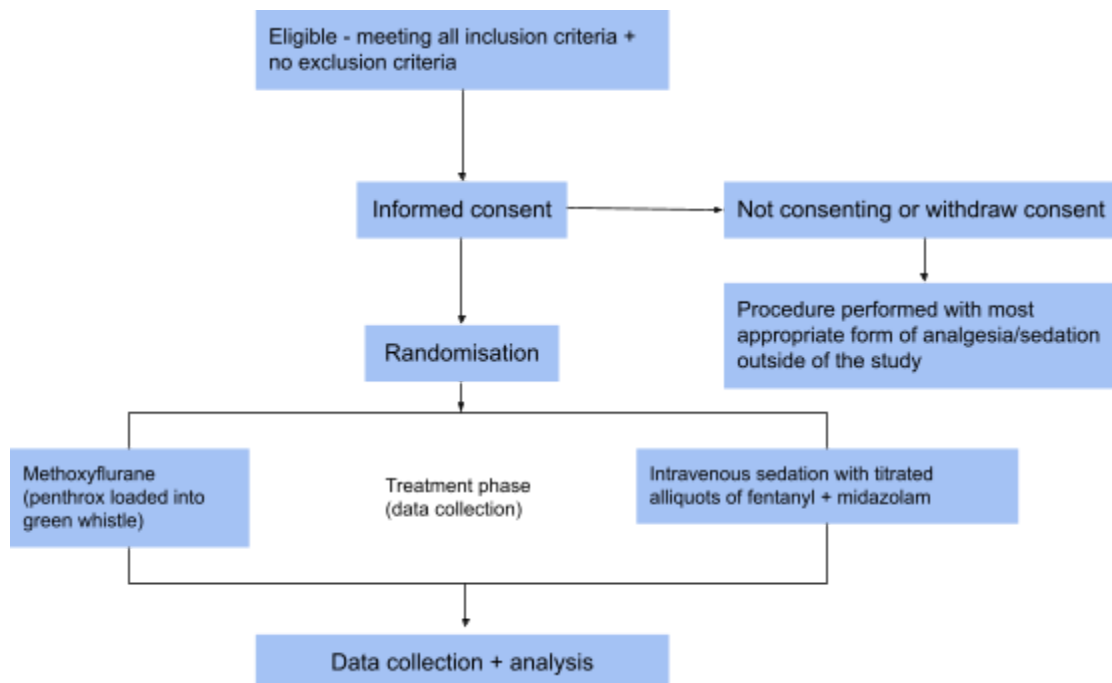 Eligible - meeting all inclusion criteria +
no exclusion criteria
Informed consent
Not consenting or withdraw consent
Procedure performed with most
appropriate form of analgesia/sedation
outside of the study
Randomisation
Methoxyflurane
(penthrox loaded into
green whistle)
Treatment phase
(data collection)
Intravenous sedation with titrated
alliquots of fentanyl + midazolam
Data collection + analysis